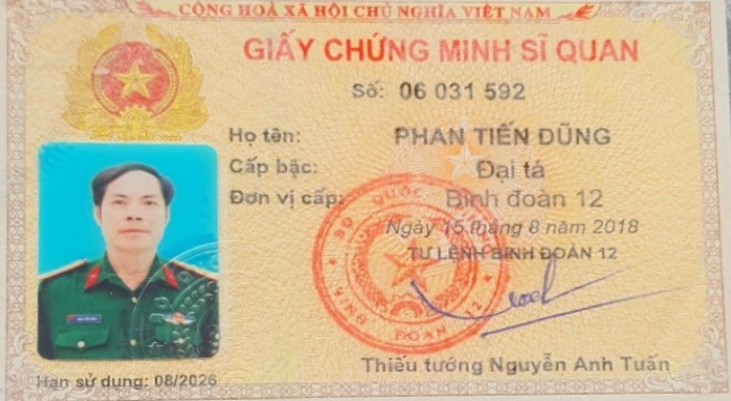 CỘNG HOÀ XÃ HỘI CHỦ NGHĨA VIỆT NAM
GIẤY CHỨNG MINH SĨ QUAN
Số: 06 031 592
Họ tên: PHAN TIẾN DŨNG
Cấp bậc: Đại tá
Đơn vị cấp: Binh đoàn 12
Ngày 15 tháng 8 năm 2018
TƯ LỆNH BINH ĐOÀN 12
BỘ QUỐC PHÒNG
BINH ĐOÀN 12
Thiếu tướng Nguyễn Anh Tuấn
Hạn sử dụng: 08/2026